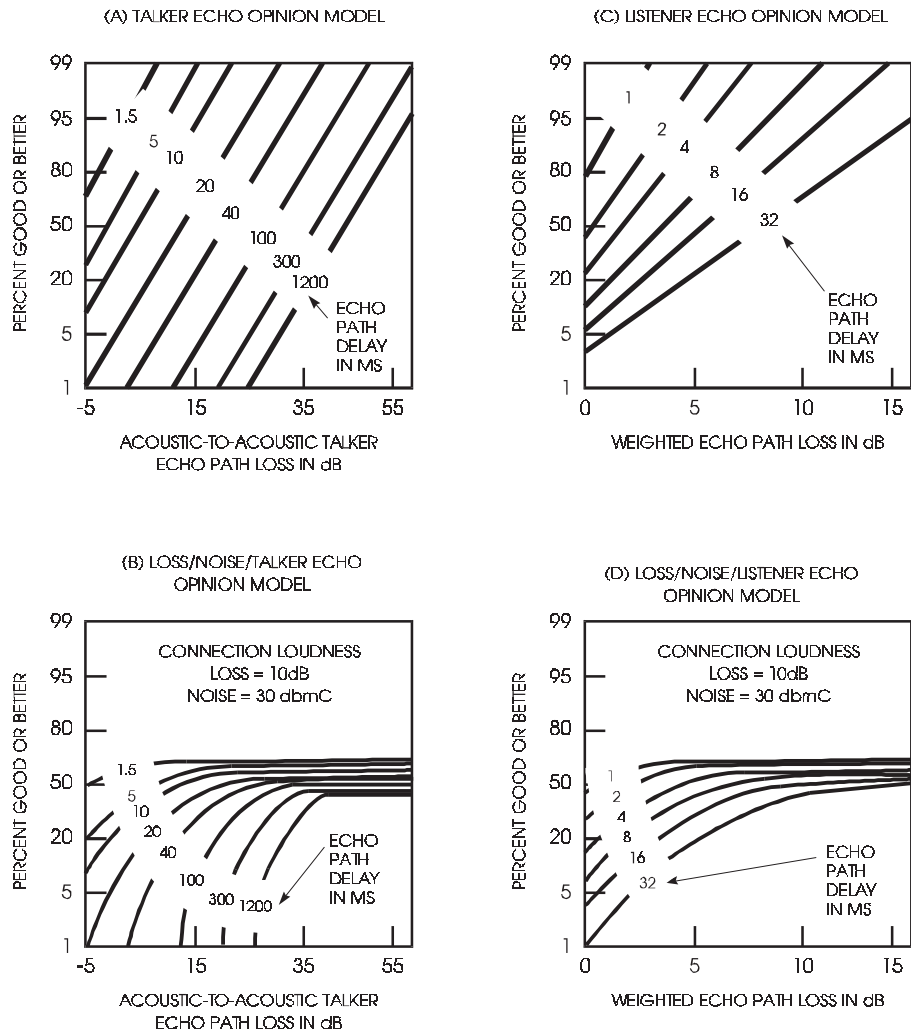 (A) TALKER ECHO OPINION MODEL
PERCENT GOOD OR BETTER
99
95
80
50
20
5
1
1.5
5
10
20
40
100
300
1200
ECHO
PATH
DELAY
IN MS
-5
15
35
55
ACOUSTIC-TO-ACOUSTIC TALKER
ECHO PATH LOSS IN dB
(C) LISTENER ECHO OPINION MODEL
PERCENT GOOD OR BETTER
99
95
80
50
20
5
1
1
2
4
8
16
32
ECHO
PATH
DELAY
IN MS
0
5
10
15
WEIGHTED ECHO PATH LOSS IN dB
(B) LOSS/NOISE/TALKER ECHO
OPINION MODEL
PERCENT GOOD OR BETTER
99
95
80
50
20
5
1
CONNECTION LOUDNESS
LOSS = 10dB
NOISE = 30 dbrnC
1.5
5
10
20
40
100
300
1200
ECHO
PATH
DELAY
IN MS
-5
15
35
55
ACOUSTIC-TO-ACOUSTIC TALKER
ECHO PATH LOSS IN dB
(D) LOSS/NOISE/LISTENER ECHO
OPINION MODEL
PERCENT GOOD OR BETTER
99
95
80
50
20
5
1
CONNECTION LOUDNESS
LOSS = 10dB
NOISE = 30 dbrnC
1
2
4
8
16
32
ECHO
PATH
DELAY
IN MS
0
5
10
15
WEIGHTED ECHO PATH LOSS IN dB